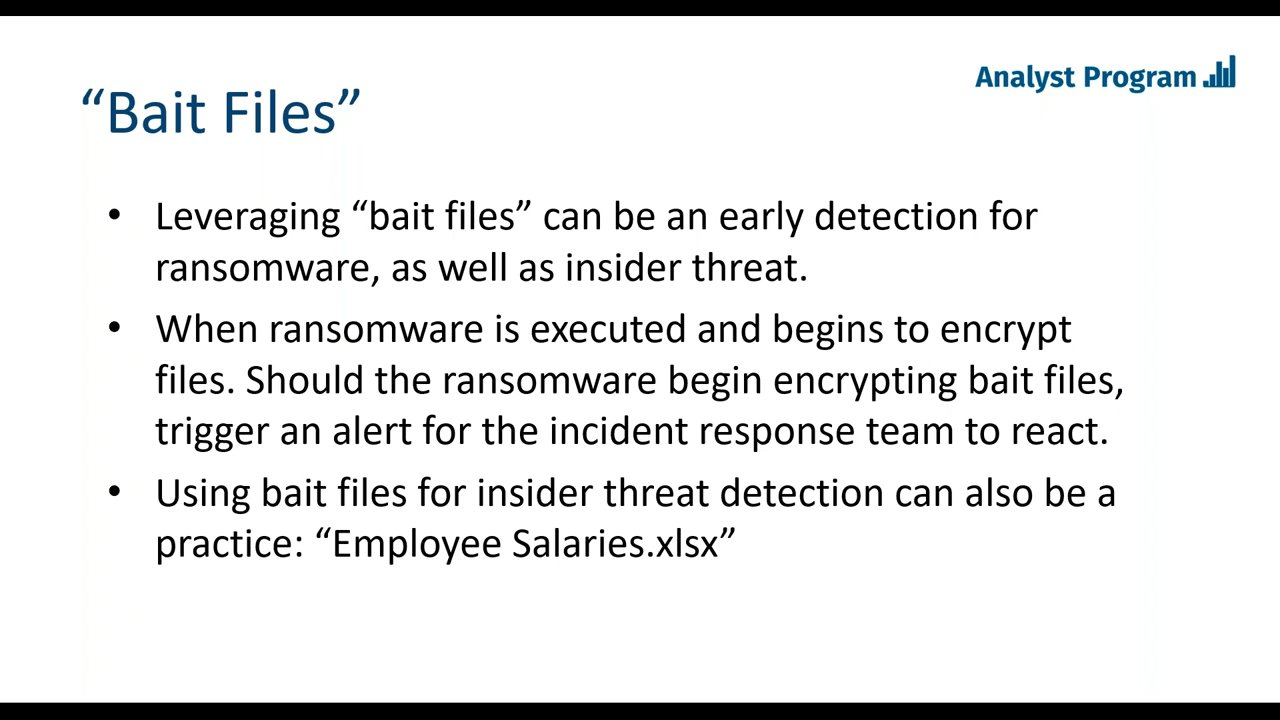 Analyst Program
“Bait Files”
• Leveraging “bait files” can be an early detection for
ransomware, as well as insider threat.
• When ransomware is executed and begins to encrypt
files. Should the ransomware begin encrypting bait files,
trigger an alert for the incident response team to react.
• Using bait files for insider threat detection can also be a
practice: “Employee Salaries.xlsx”